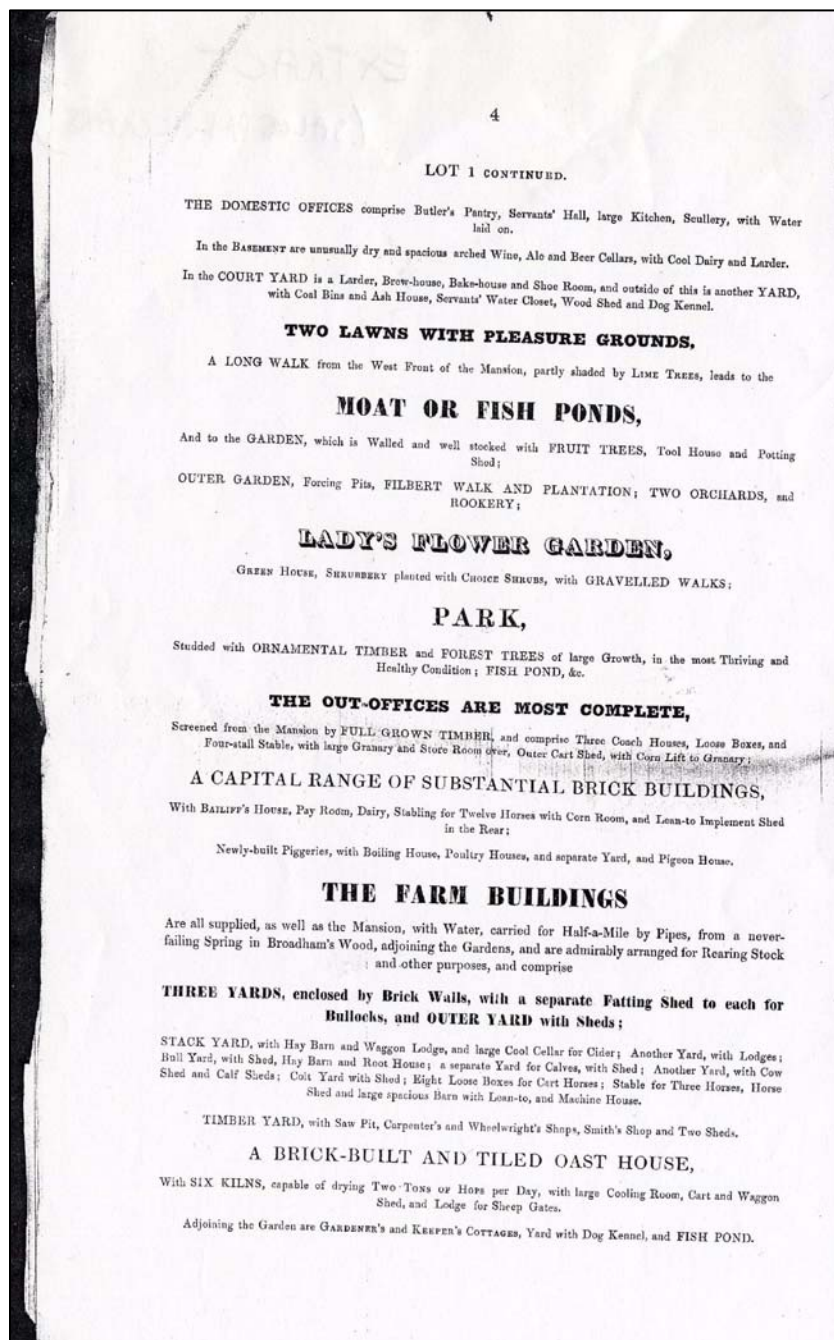 4
LOT 1 CONTINUED.
THE DOMESTIC OFFICES comprise Butler's Pantry, Servants' Hall, large Kitchen, Scullery, with Water
laid on.
In the BASEMENT are unusually dry and spacious arched Wine, Ale and Beer Cellars, with Cool Dairy and Larder.
In the COURT YARD is a Larder, Brew-house, Bake-house and Shoe Room, and outside of this is another YARD,
with Coal Bins and Ash House, Servants' Water Closet, Wood Shed and Dog Kennel.
TWO LAWNS WITH PLEASURE GROUNDS,
A LONG WALK from the West Front of the Mansion, partly shaded by LIME TREES, leads to the
MOAT OR FISH PONDS,
And to the GARDEN, which is Walled and well stocked with FRUIT TREES, Tool House and Potting
Shed;
OUTER GARDEN, Forcing Pits, FILBERT WALK AND PLANTATION; TWO ORCHARDS, and
ROOKERY;
LADY'S FLOWER GARDEN,
GREEN HOUSE, SHRUBBERY planted with CHOICE SHRUBS, with GRAVELLED WALKS;
PARK,
Studded with ORNAMENTAL TIMBER and FOREST TREES of large Growth, in the most Thriving and
Healthy Condition; FISH POND, &c.
THE OUT-OFFICES ARE MOST COMPLETE,
Screened from the Mansion by FULL GROWN TIMBER, and comprise Three Coach Houses, Loose Boxes, and
Four-stall Stable, with large Granary and Store Room over, Outer Cart Shed, with Corn Lift to Granary;
A CAPITAL RANGE OF SUBSTANTIAL BRICK BUILDINGS,
With BAILIFF'S HOUSE, Pay Room, Dairy, Stabling for Twelve Horses with Corn Room, and Lean-to Implement Shed
in the Rear;
Newly-built Piggeries, with Boiling House, Poultry Houses, and separate Yard, and Pigeon House.
THE FARM BUILDINGS
Are all supplied, as well as the Mansion, with Water, carried for Half-a-Mile by Pipes, from a never-
failing Spring in Broadham's Wood, adjoining the Gardens, and are admirably arranged for Rearing Stock
and other purposes, and comprise
THREE YARDS, enclosed by Brick Walls, with a separate Fatting Shed to each for
Bullocks, and OUTER YARD with Sheds;
STACK YARD, with Hay Barn and Waggon Lodge, and large Cool Cellar for Cider; Another Yard, with Lodges;
Bull Yard, with Shed, Hay Barn and Root House; a separate Yard for Calves, with Shed; Another Yard, with Cow
Shed and Calf Sheds; Colt Yard with Shed; Eight Loose Boxes for Cart Horses; Stable for Three Horses, Horse
Shed and large spacious Barn with Lean-to, and Machine House.
TIMBER YARD, with Saw Pit, Carpenter's and Wheelwright's Shops, Smith's Shop and Two Sheds.
A BRICK-BUILT AND TILED OAST HOUSE,
With SIX KILNS, capable of drying TWO TONS OF HOPS per Day, with large Cooling Room, Cart and Waggon
Shed, and Lodge for Sheep Gates.
Adjoining the Garden are GARDENER'S and KEEPER'S COTTAGES, Yard with Dog Kennel, and FISH POND.